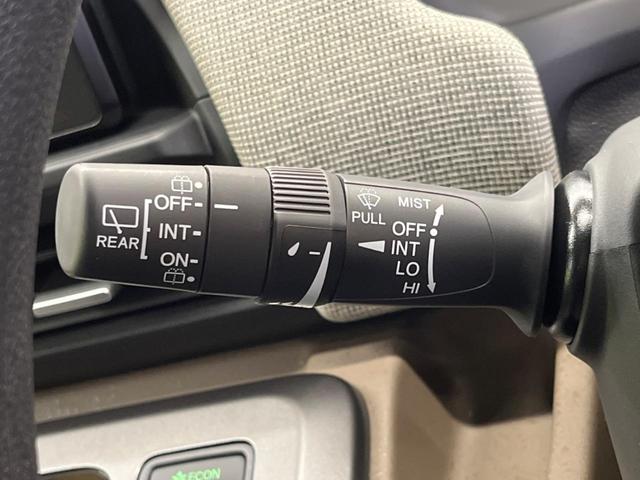 OFF
INT
ON
REAR
PULL
MIST
OFF
INT
LO
HI
ECON